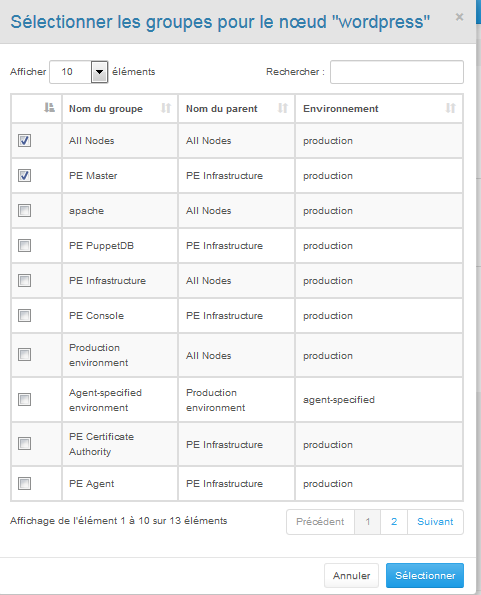 Sélectionner les groupes pour le nœud "wordpress" ×
Afficher 10 éléments Rechercher :
Nom du groupe Nom du parent Environnement
All Nodes All Nodes production
PE Master PE Infrastructure production
apache All Nodes production
PE PuppetDB PE Infrastructure production
PE Infrastructure All Nodes production
PE Console PE Infrastructure production
Production
environment All Nodes production
Agent-specified
environment Production
environment agent-specified
PE Certificate
Authority PE Infrastructure production
PE Agent PE Infrastructure production
Affichage de l'élément 1 à 10 sur 13 éléments Précédent 1 2 Suivant
Annuler Sélectionner